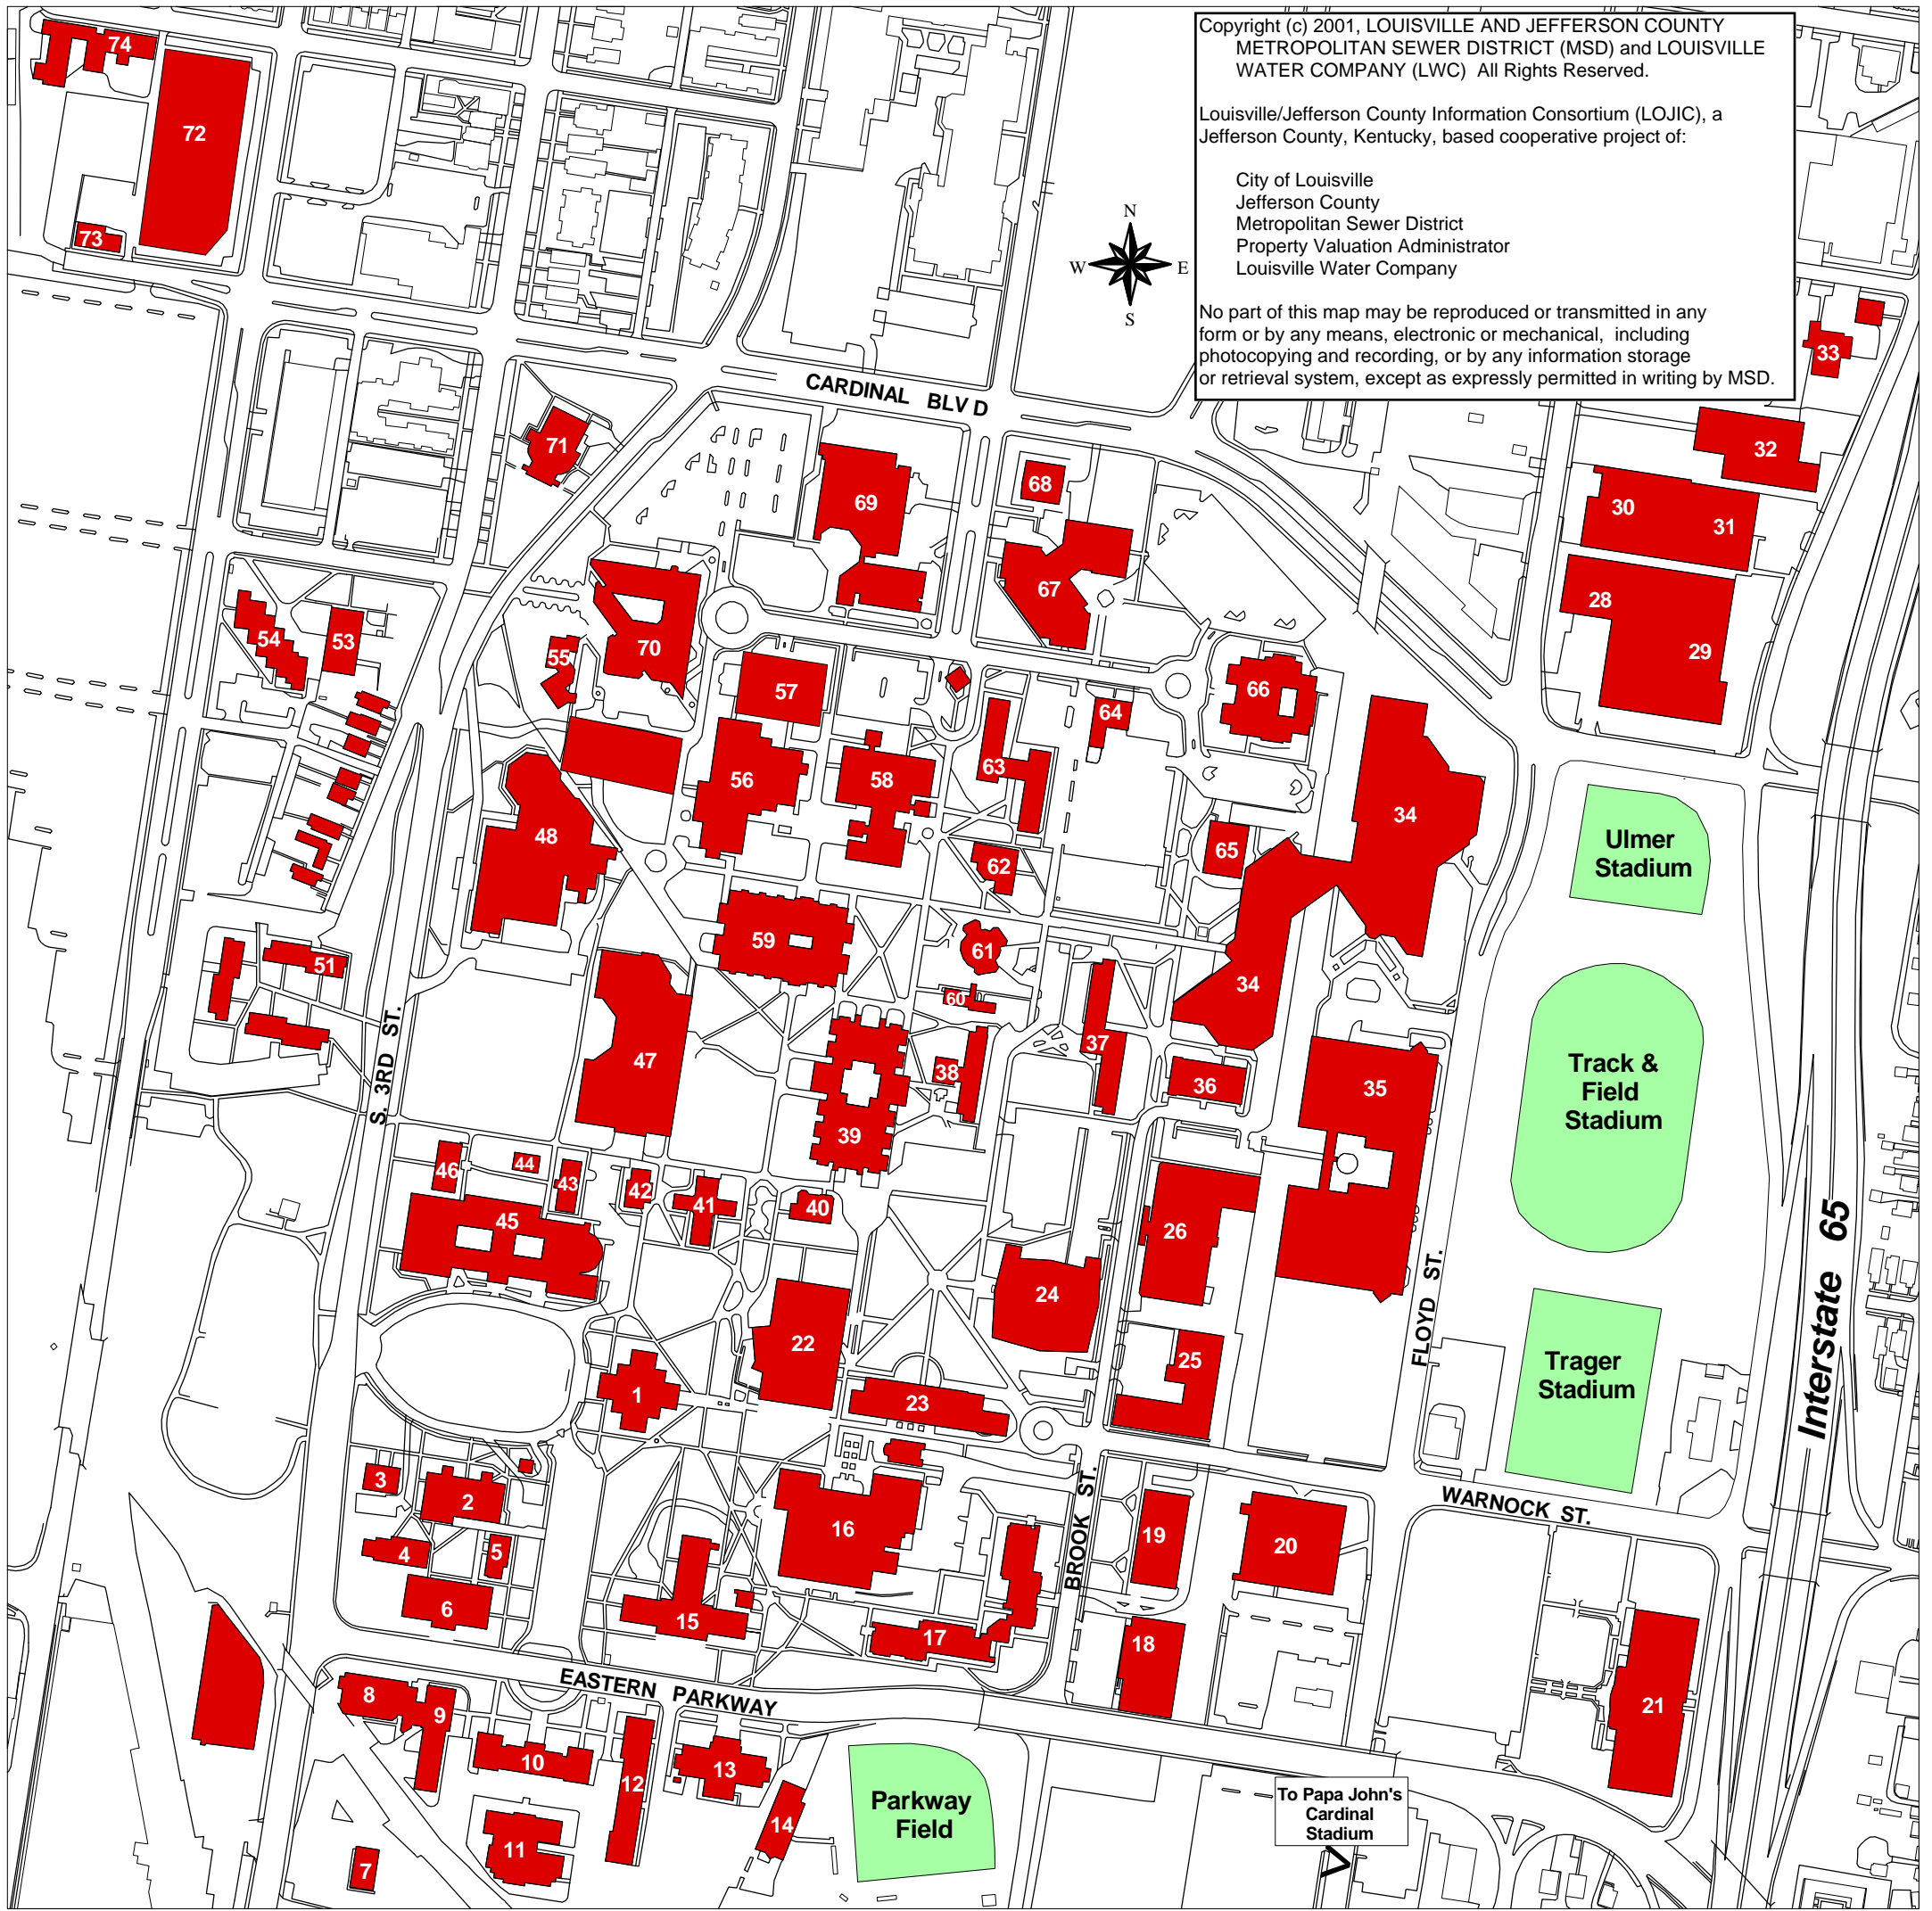 Copyright (c) 2001, LOUISVILLE AND JEFFERSON COUNTY
METROPOLITAN SEWER DISTRICT (MSD) and LOUISVILLE
WATER COMPANY (LWC) All Rights Reserved.
Louisville/Jefferson County Information Consortium (LOJIC), a
Jefferson County, Kentucky, based cooperative project of:
City of Louisville
Jefferson County
Metropolitan Sewer District
Property Valuation Administrator
Louisville Water Company
No part of this map may be reproduced or transmitted in any
form or by any means, electronic or mechanical, including
photocopying and recording, or by any information storage
or retrieval system, except as expressly permitted in writing by MSD.
74
72
73
N
W
E
S
33
CARDINAL BLV D
71
69
68
32
30
31
67
28
29
54
53
55
70
57
66
64
56
58
63
34
48
65
62
Ulmer
Stadium
59
61
51
34
60
S. 3RD ST.
47
37
38
36
35
Track &
Field
Stadium
39
46
44
43
42
41
40
45
26
24
22
25
FLOYD ST.
Interstate 65
1
23
Trager
Stadium
3
2
16
19
20
WARNOCK ST.
BROOK ST.
4
5
6
15
17
18
EASTERN PARKWAY
8
9
10
12
13
21
11
14
7
Parkway
Field
To Papa John's
Cardinal
Stadium